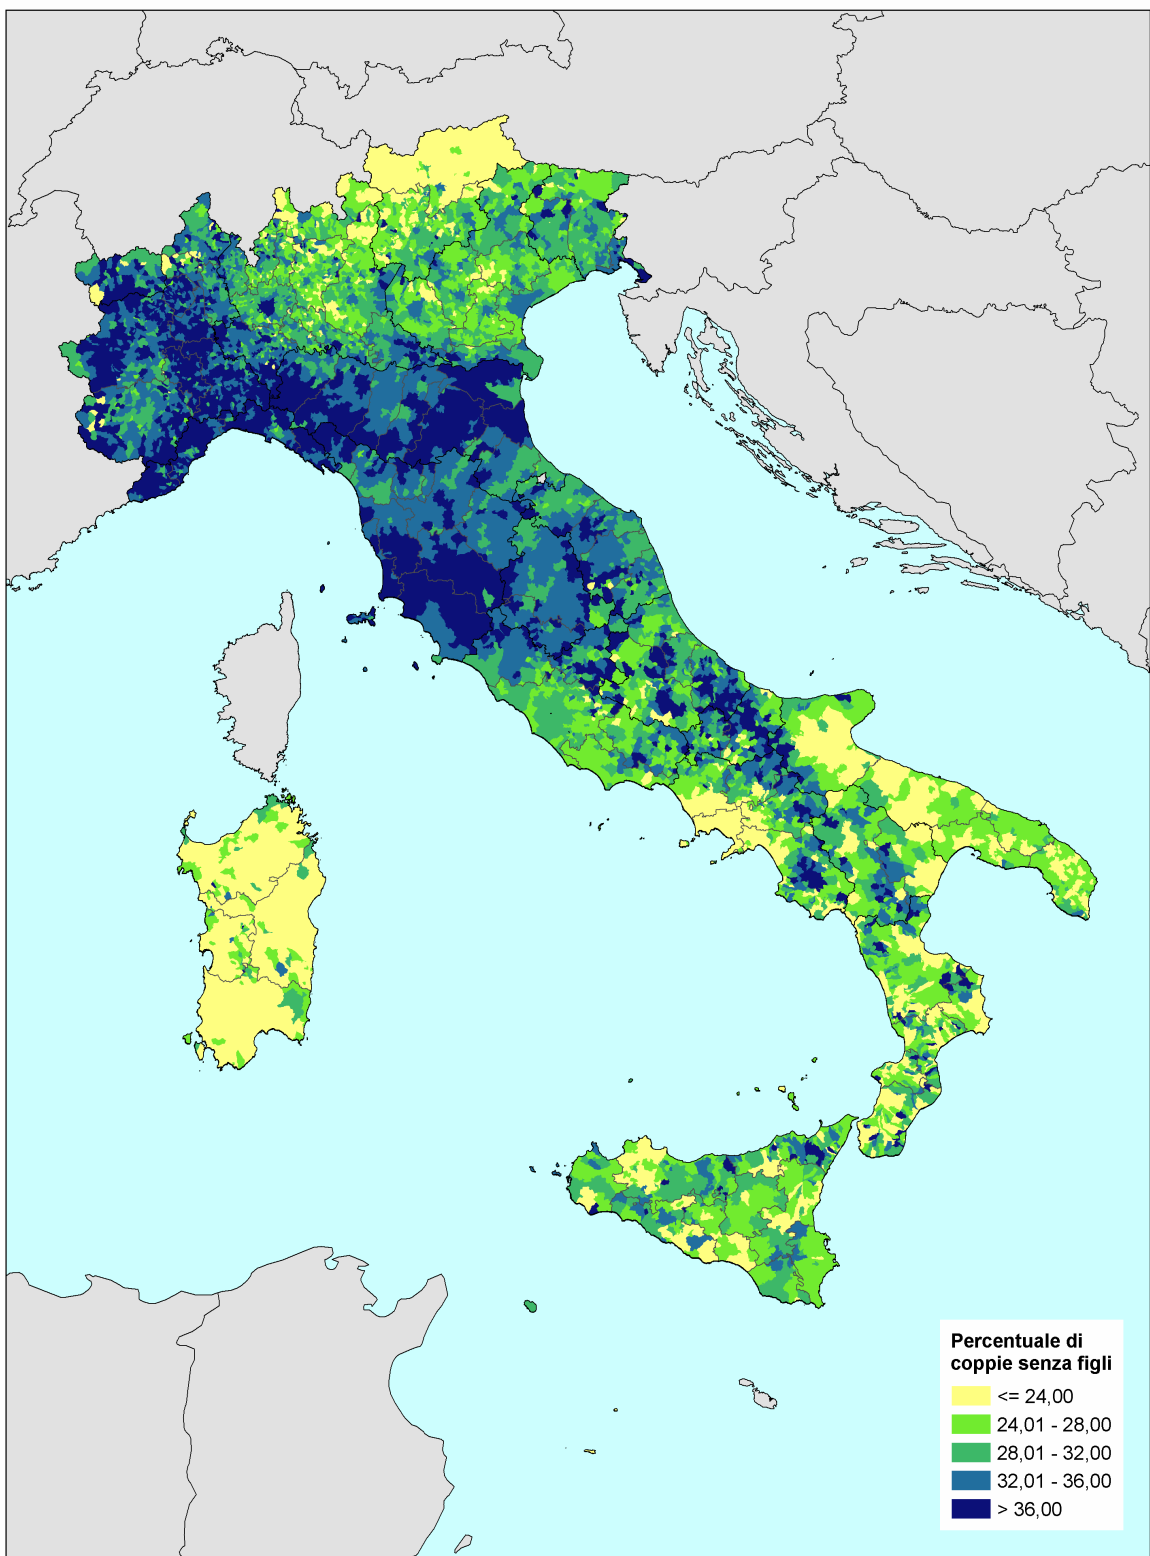 Percentuale di
coppie senza figli
<= 24,00
24,01 - 28,00
28,01 - 32,00
32,01 - 36,00
> 36,00